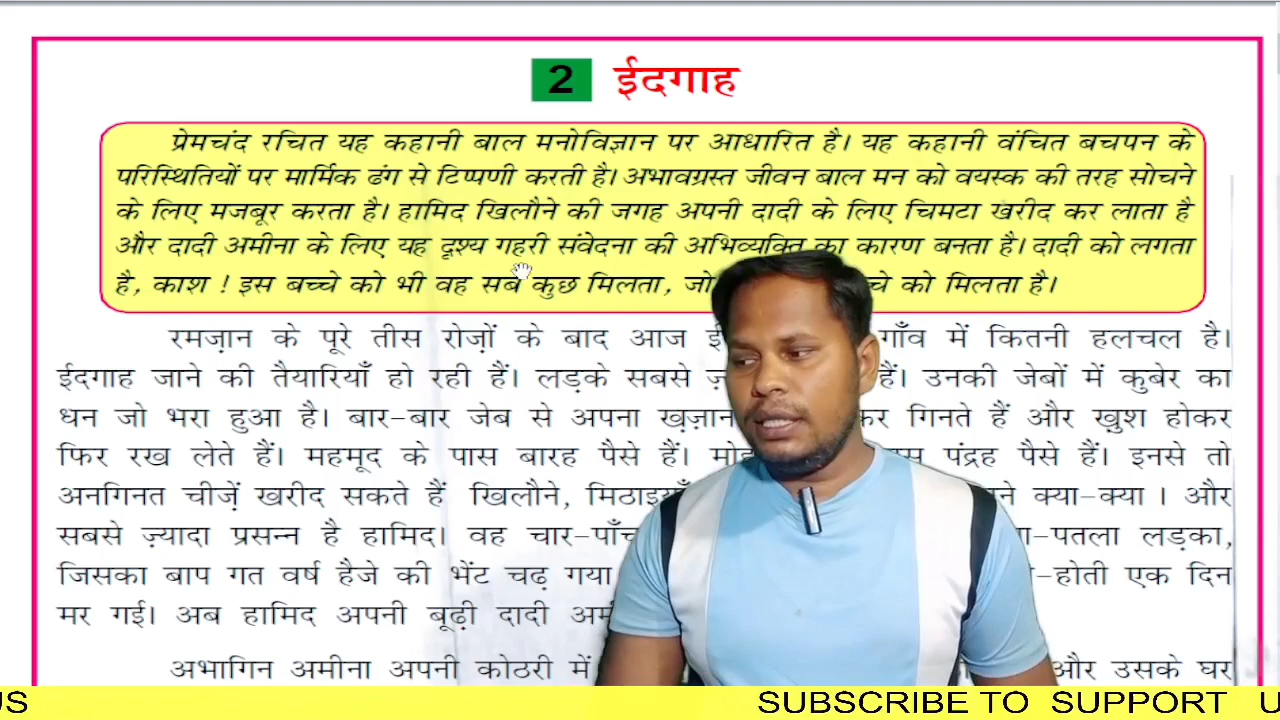 2 ईदगाह
प्रेमचंद रचित यह कहानी बाल मनोविज्ञान पर आधारित है। यह कहानी वंचित बचपन के
परिस्थितियों पर मार्मिक ढंग से टिप्पणी करती है। अभावग्रस्त जीवन बाल मन को वयस्क की तरह सोचने
के लिए मजबूर करता है। हामिद खिलौने की जगह अपनी दादी के लिए चिमटा खरीद कर लाता है
और दादी अमीना के लिए यह दृश्य गहरी संवेदना की अभिव्यक्ति का कारण बनता है। दादी को लगता
है, काश ! इस बच्चे को भी वह सब कुछ मिलता, जो को मिलता है।
रमज़ान के पूरे तीस रोज़ों के बाद आज गाँव में कितनी हलचल है।
ईदगाह जाने की तैयारियाँ हो रही हैं। लड़के सबसे हैं। उनकी जेबों में कुबेर का
धन जो भरा हुआ है। बार-बार जेब से अपना गिनते हैं और ख़ुश होकर
फिर रख लेते हैं। महमूद के पास बारह पैसे हैं। पंद्रह पैसे हैं। इनसे तो
अनगिनत चीज़ें खरीद सकते हैं खिलौने, क्या-क्या । और
सबसे ज़्यादा प्रसन्न है हामिद। वह लड़का,
जिसका बाप गत वर्ष हैजे की भेंट चढ़ गया एक दिन
मर गई। अब हामिद अपनी बूढ़ी दादी
अभागिन अमीना अपनी कोठरी में और उसके घर
US SUBSCRIBE TO SUPPORT